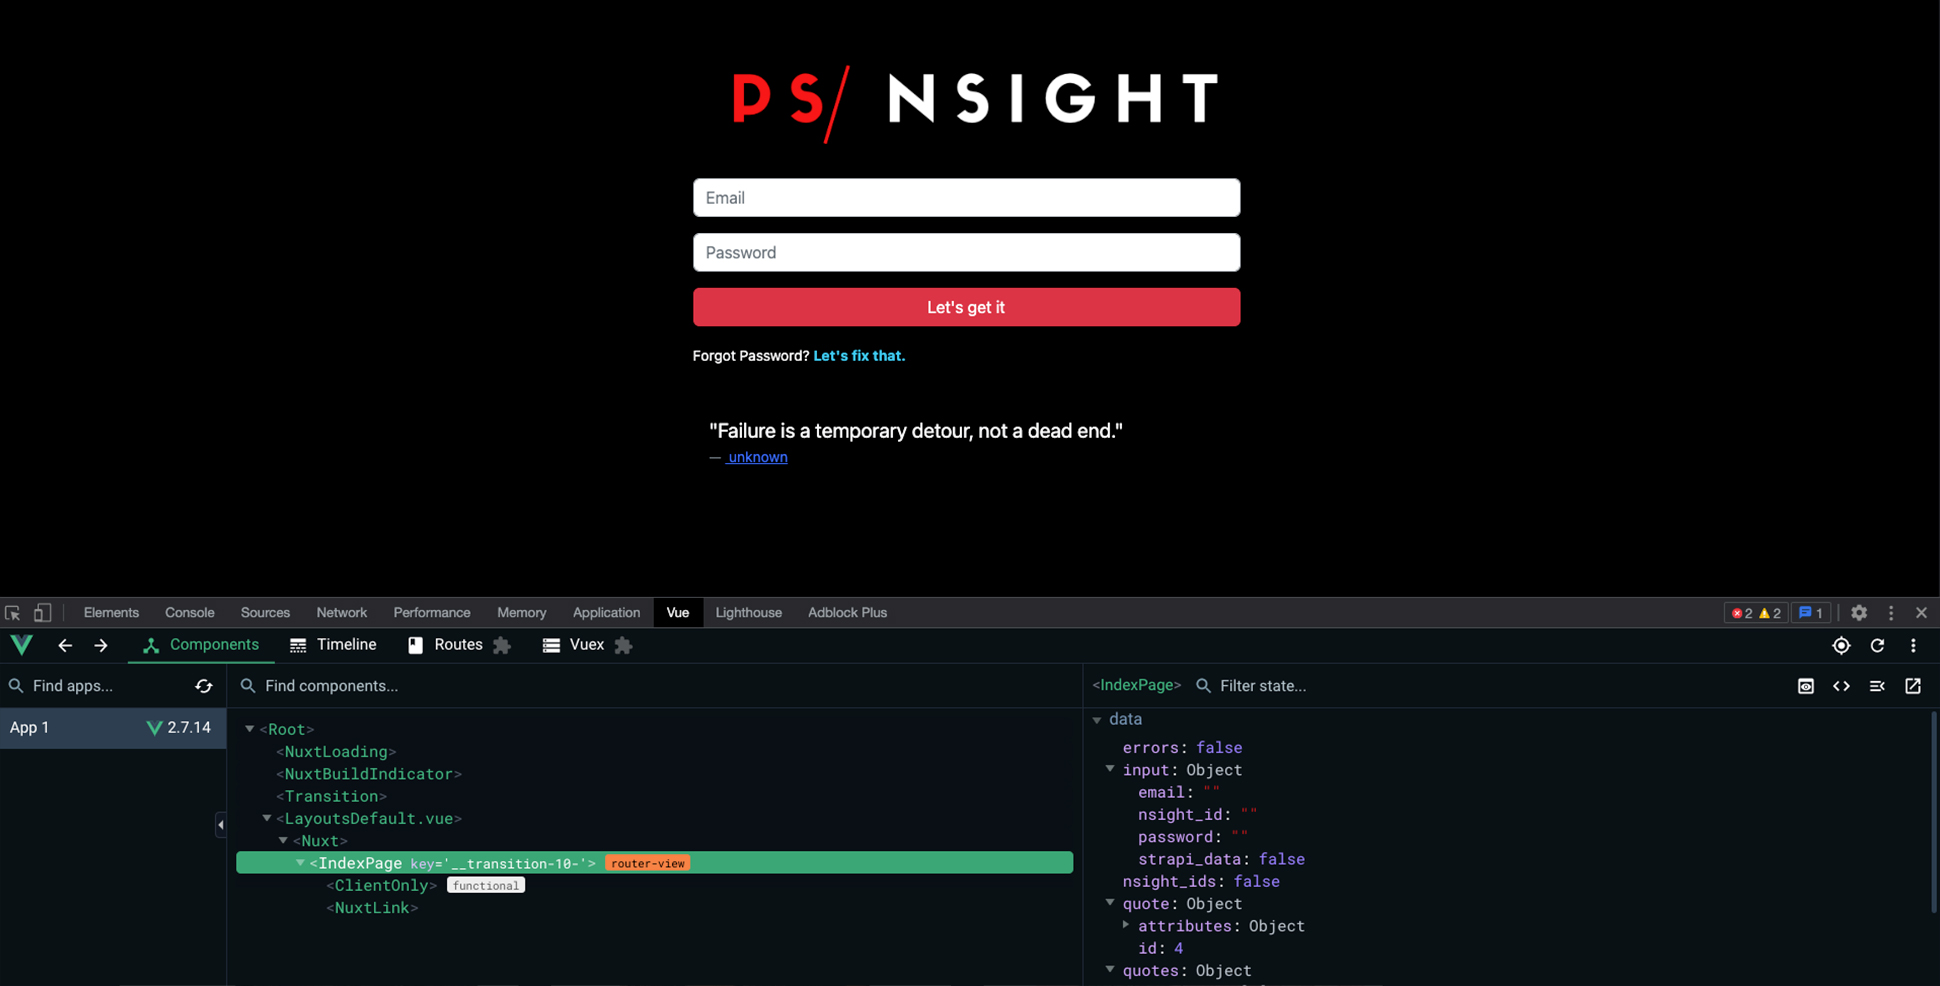 PS/NSIGHT
Email
Password
Let's get it
Forgot Password? Let's fix that.
"Failure is a temporary detour, not a dead end."
— unknown
Elements Console Sources Network Performance Memory Application Vue Lighthouse Adblock Plus 2 2 1
Components Timeline Routes Vuex
Find apps... Find components... <IndexPage> Filter state...
App 1 2.7.14
<Root>
<NuxtLoading>
<NuxtBuildIndicator>
<Transition>
<LayoutsDefault.vue>
<Nuxt>
<IndexPage key='__transition-10-'> router-view
<ClientOnly> functional
<NuxtLink>
data
errors: false
input: Object
email: ""
nsight_id: ""
password: ""
strapi_data: false
nsight_ids: false
quote: Object
attributes: Object
id: 4
quotes: Object